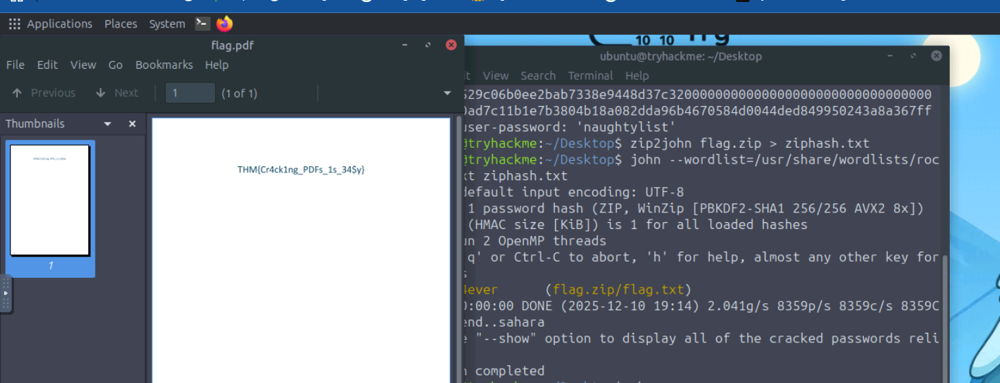 Applications Places System
flag.pdf
File Edit View Go Bookmarks Help
Previous Next 1 (1 of 1)
Thumbnails
1
THM{Cr4ck1ng_PDFs_1s_34$y}
10 10
ubuntu@tryhackme: ~/Desktop
View Search Terminal Help
user-password: 'naughtylist'
@tryhackme:~/Desktop$ zip2john flag.zip > ziphash.txt
@tryhackme:~/Desktop$ john --wordlist=/usr/share/wordlists/roc
ziphash.txt
default input encoding: UTF-8
1 password hash (ZIP, WinZip [PBKDF2-SHA1 256/256 AVX2 8x])
(HMAC size [KiB]) is 1 for all loaded hashes
2 OpenMP threads
q' or Ctrl-C to abort, 'h' for help, almost any other key for
4ever (flag.zip/flag.txt)
0:00:00 DONE (2025-12-10 19:14) 2.041g/s 8359p/s 8359c/s 8359C
end..sahara
"--show" option to display all of the cracked passwords reli
completed